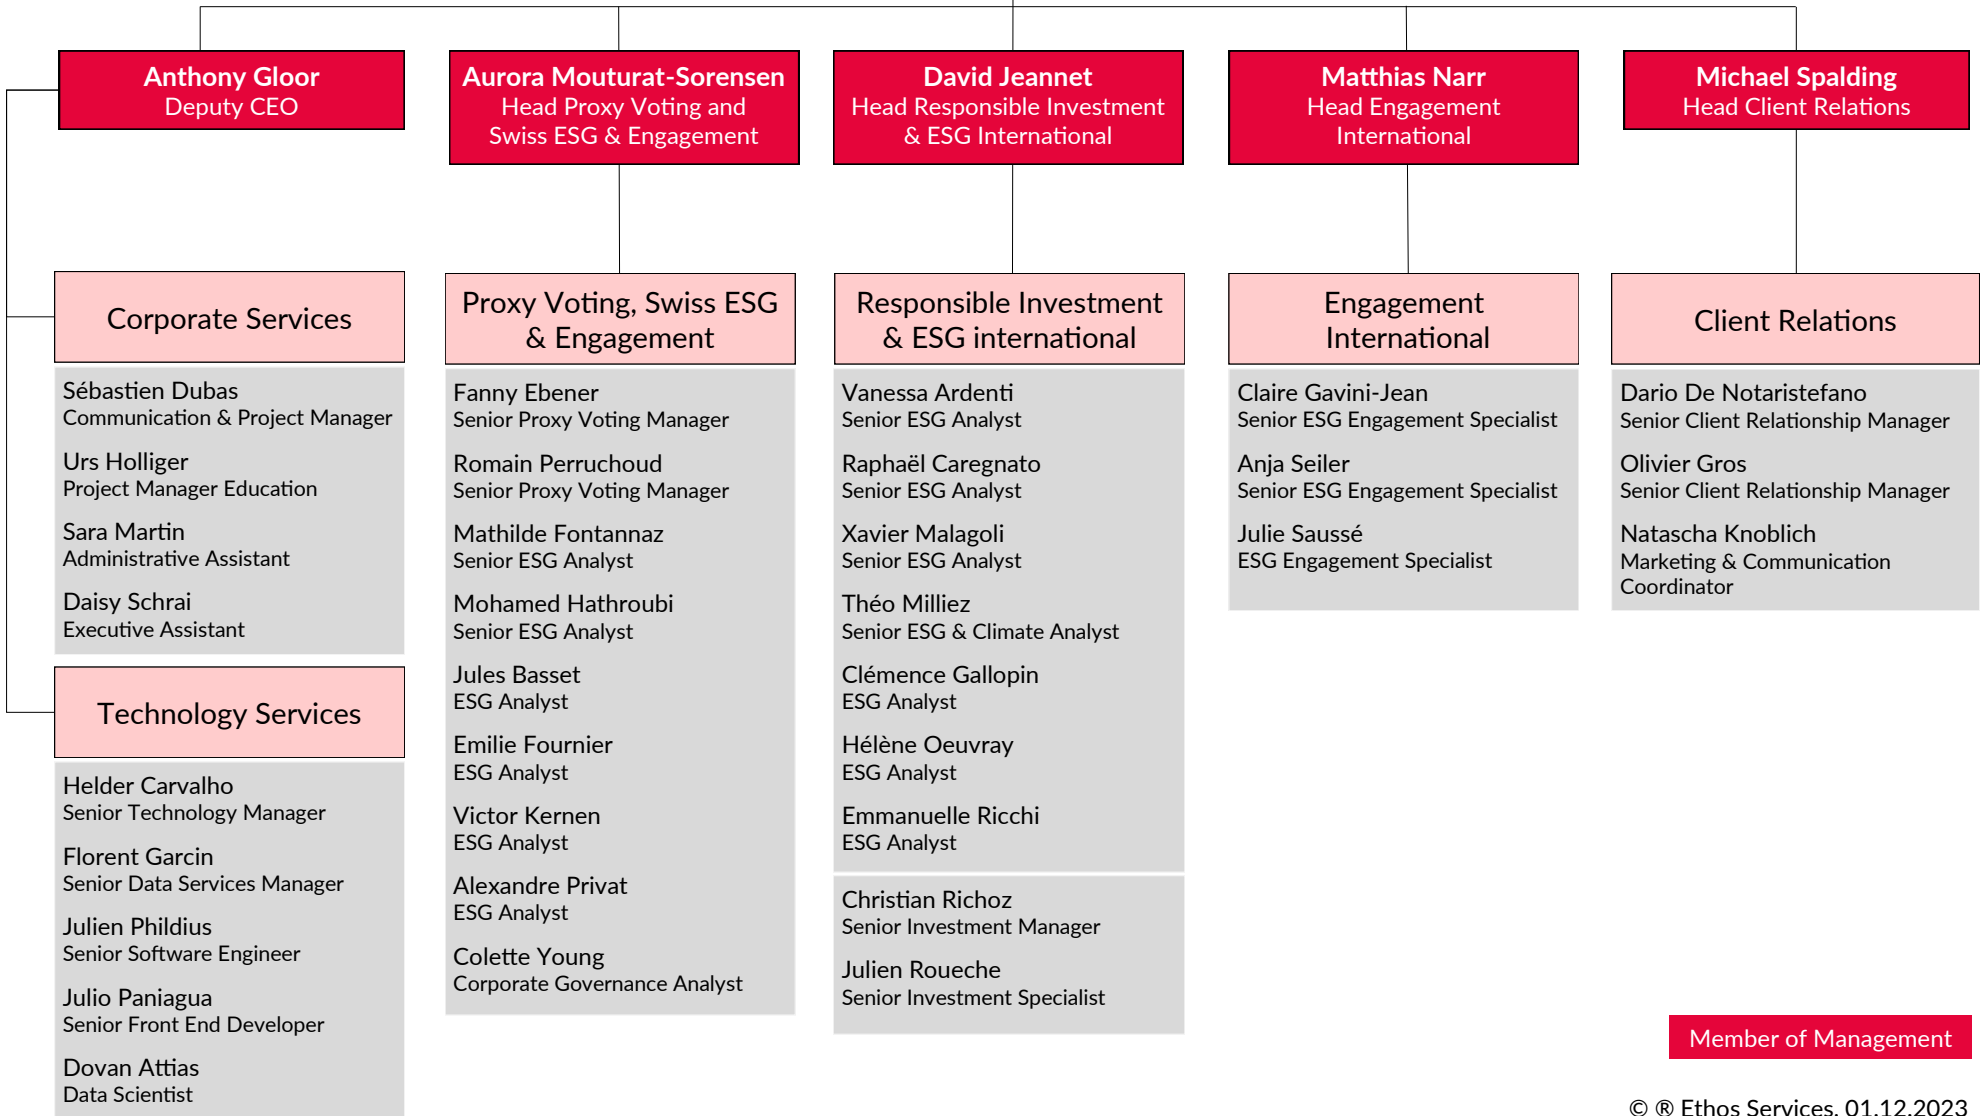 Anthony Gloor
Deputy CEO
Aurora Mouturat-Sorensen
Head Proxy Voting and
Swiss ESG & Engagement
David Jeannet
Head Responsible Investment
& ESG International
Matthias Narr
Head Engagement
International
Michael Spalding
Head Client Relations
Corporate Services
Sébastien Dubas
Communication & Project Manager
Urs Holliger
Project Manager Education
Sara Martin
Administrative Assistant
Daisy Schrai
Executive Assistant
Technology Services
Helder Carvalho
Senior Technology Manager
Florent Garcin
Senior Data Services Manager
Julien Phildius
Senior Software Engineer
Julio Paniagua
Senior Front End Developer
Dovan Attias
Data Scientist
Proxy Voting, Swiss ESG
& Engagement
Fanny Ebener
Senior Proxy Voting Manager
Romain Perruchoud
Senior Proxy Voting Manager
Mathilde Fontannaz
Senior ESG Analyst
Mohamed Hathroubi
Senior ESG Analyst
Jules Basset
ESG Analyst
Emilie Fournier
ESG Analyst
Victor Kernen
ESG Analyst
Alexandre Privat
ESG Analyst
Colette Young
Corporate Governance Analyst
Responsible Investment
& ESG international
Vanessa Ardenti
Senior ESG Analyst
Raphaël Caregnato
Senior ESG Analyst
Xavier Malagoli
Senior ESG Analyst
Théo Milliez
Senior ESG & Climate Analyst
Clémence Gallopin
ESG Analyst
Hélène Oeuvray
ESG Analyst
Emmanuelle Ricchi
ESG Analyst
Christian Richoz
Senior Investment Manager
Julien Roueche
Senior Investment Specialist
Engagement
International
Claire Gavini-Jean
Senior ESG Engagement Specialist
Anja Seiler
Senior ESG Engagement Specialist
Julie Saussé
ESG Engagement Specialist
Client Relations
Dario De Notaristefano
Senior Client Relationship Manager
Olivier Gros
Senior Client Relationship Manager
Natascha Knoblich
Marketing & Communication
Coordinator
Member of Management
© ® Ethos Services, 01.12.2023